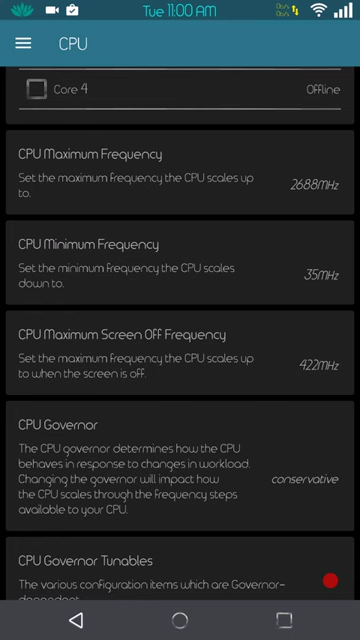 Tue 11:00 AM
0b/s
0b/s
CPU
Core 4
Offline
CPU Maximum Frequency
Set the maximum frequency the CPU scales up
to.
2688MHz
CPU Minimum Frequency
Set the minimum frequency the CPU scales
down to.
35MHz
CPU Maximum Screen Off Frequency
Set the maximum frequency the CPU scales up
to when the screen is off.
422MHz
CPU Governor
The CPU governor determines how the CPU
behaves in response to changes in workload.
Changing the governor will impact how
the CPU scales through the frequency steps
available to your CPU.
conservative
CPU Governor Tunables
The various configuration items which are Governor-
dependent.